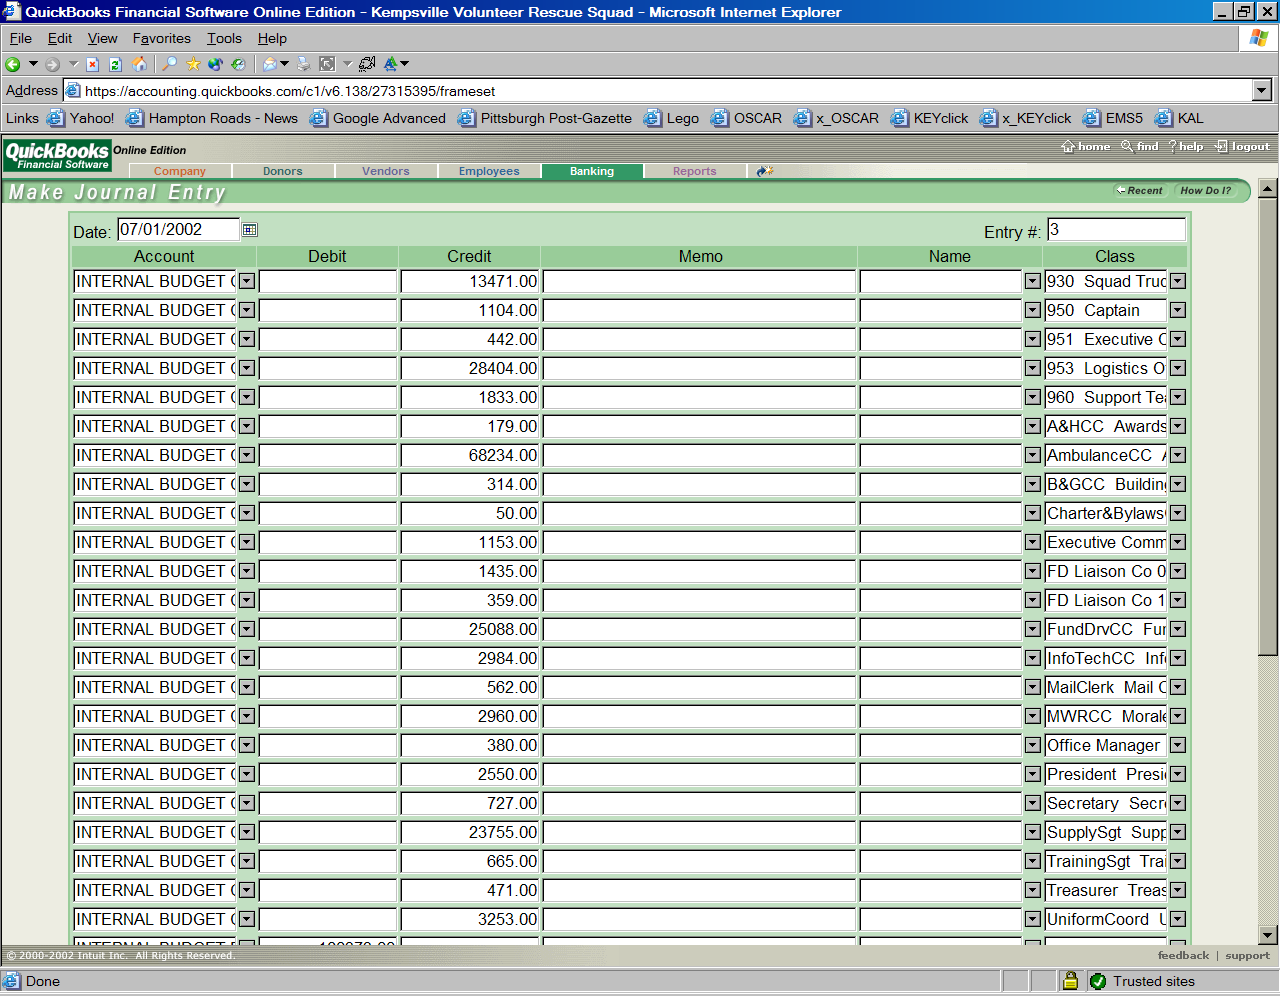 QuickBooks Financial Software Online Edition - Kempsville Volunteer Rescue Squad - Microsoft Internet Explorer
File Edit View Favorites Tools Help
Address https://accounting.quickbooks.com/c1/v6.138/27315395/frameset
Links Yahoo! Hampton Roads - News Google Advanced Pittsburgh Post-Gazette Lego OSCAR x_OSCAR KEYclick x_KEYclick EMS5 KAL
QuickBooks Online Edition home find ? help logout
Financial Software
Company Donors Vendors Employees Banking Reports
Make Journal Entry Recent How Do I?
Date: 07/01/2002 Entry #: 3
Account Debit Credit Memo Name Class
INTERNAL BUDGET 13471.00 930 Squad Truc
INTERNAL BUDGET 1104.00 950 Captain
INTERNAL BUDGET 442.00 951 Executive
INTERNAL BUDGET 28404.00 953 Logistics O
INTERNAL BUDGET 1833.00 960 Support Tea
INTERNAL BUDGET 179.00 A&HCC Awards
INTERNAL BUDGET 68234.00 AmbulanceCC
INTERNAL BUDGET 314.00 B&GCC Building
INTERNAL BUDGET 50.00 Charter&Bylaws
INTERNAL BUDGET 1153.00 Executive Comm
INTERNAL BUDGET 1435.00 FD Liaison Co 0
INTERNAL BUDGET 359.00 FD Liaison Co 1
INTERNAL BUDGET 25088.00 FundDrvCC Fur
INTERNAL BUDGET 2984.00 InfoTechCC Inf
INTERNAL BUDGET 562.00 MailClerk Mail C
INTERNAL BUDGET 2960.00 MWRCC Morale
INTERNAL BUDGET 380.00 Office Manager
INTERNAL BUDGET 2550.00 President Presi
INTERNAL BUDGET 727.00 Secretary Secr
INTERNAL BUDGET 23755.00 SupplySgt Supp
INTERNAL BUDGET 665.00 TrainingSgt Trai
INTERNAL BUDGET 471.00 Treasurer Treas
INTERNAL BUDGET 3253.00 UniformCoord
INTERNAL BUDGET
© 2000-2002 Intuit Inc. All Rights Reserved. feedback | support
Done Trusted sites